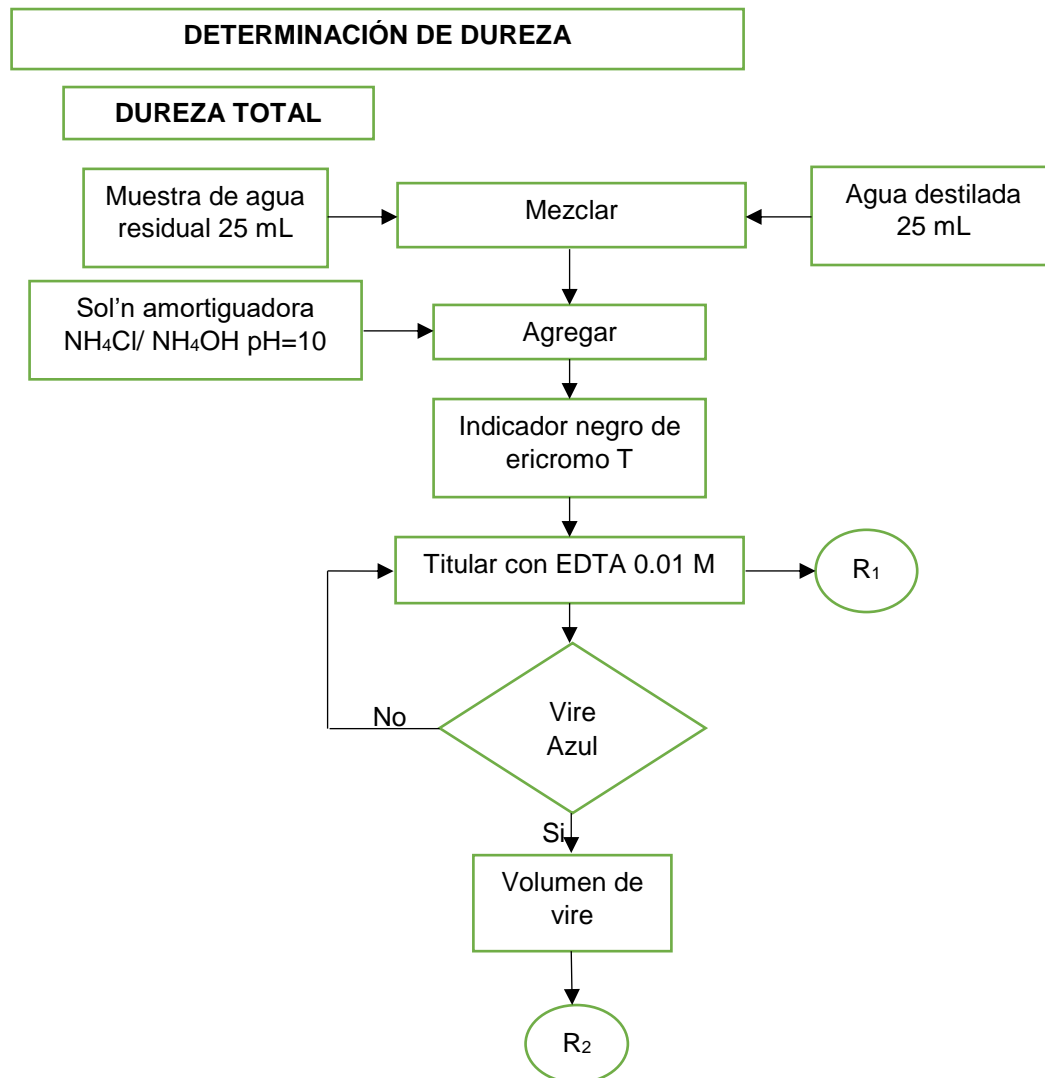 DETERMINACIÓN DE DUREZA
DUREZA TOTAL
Muestra de agua
residual 25 mL
Mezclar
Agua destilada
25 mL
Sol’n amortiguadora
NH₄Cl/ NH₄OH pH=10
Agregar
Indicador negro de
ericromo T
Titular con EDTA 0.01 M
R₁
No
Vire
Azul
Si
Volumen de
vire
R₂